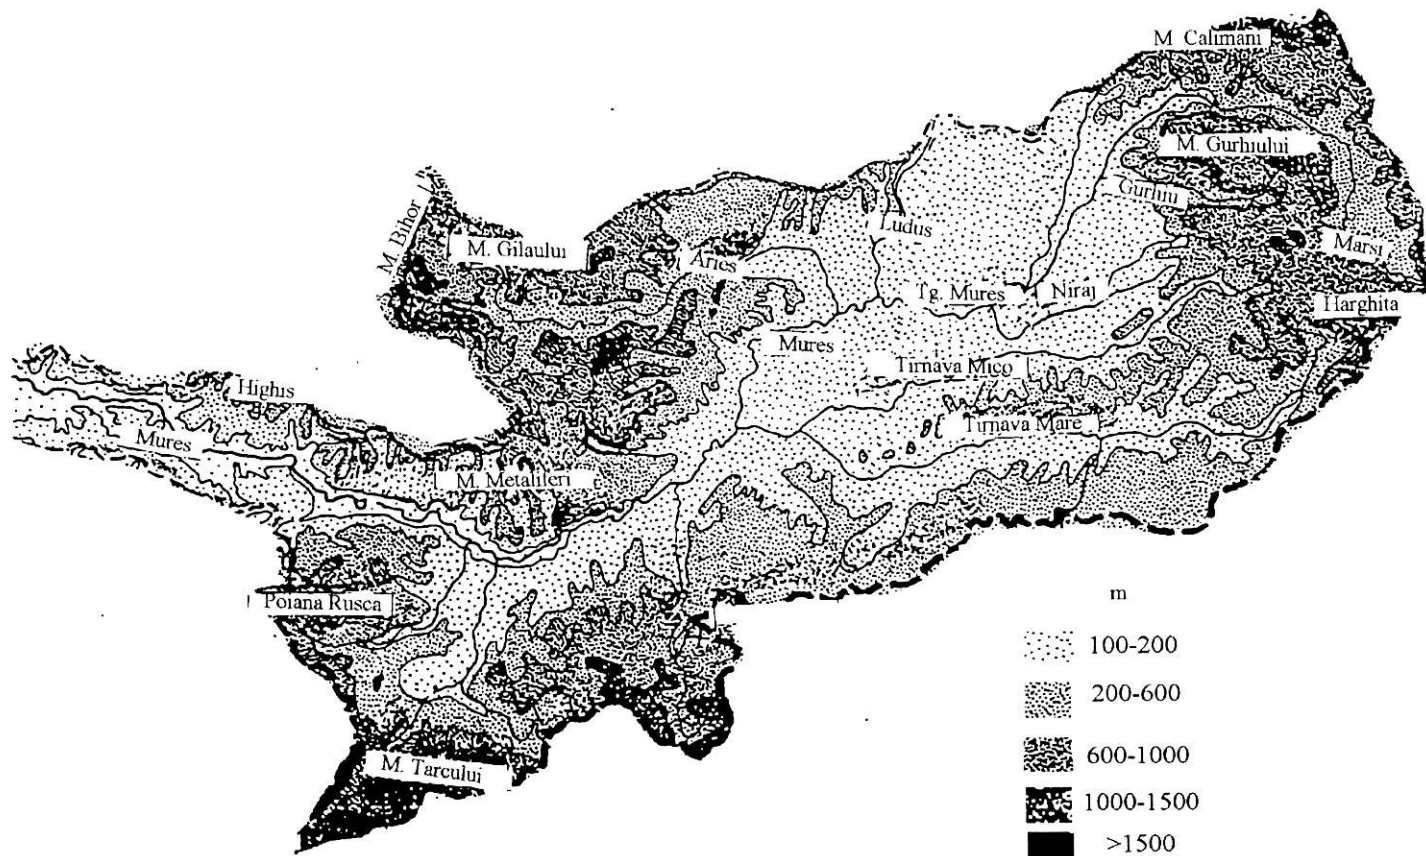 M. Calimani
M. Gurhiului
Gurhiu
M. Bihor
M. Gilaului
Aries
Ludus
Marsi
Tg. Mures
Niraj
Harghita
Mures
Tirnava Mico
Highis
Tirnava Mare
Mures
M. Metaliferi
Poiana Rusca
M. Tarcului
m
100-200
200-600
600-1000
1000-1500
>1500